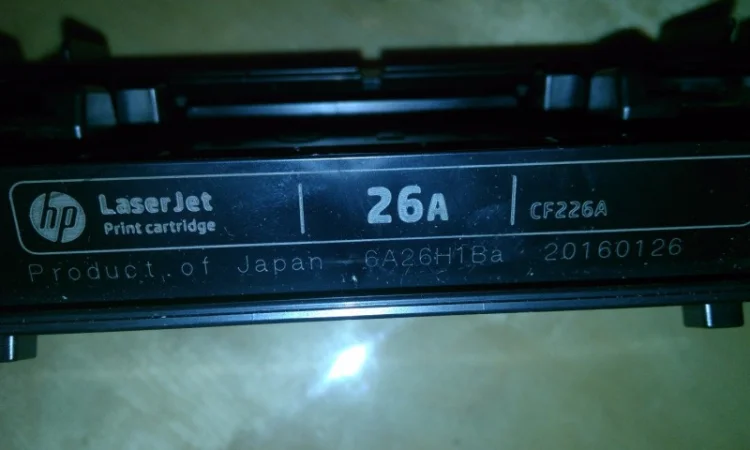 hp LaserJet 26A CF226A
Print cartridge
Product of Japan 6A26H1Ba 20160126